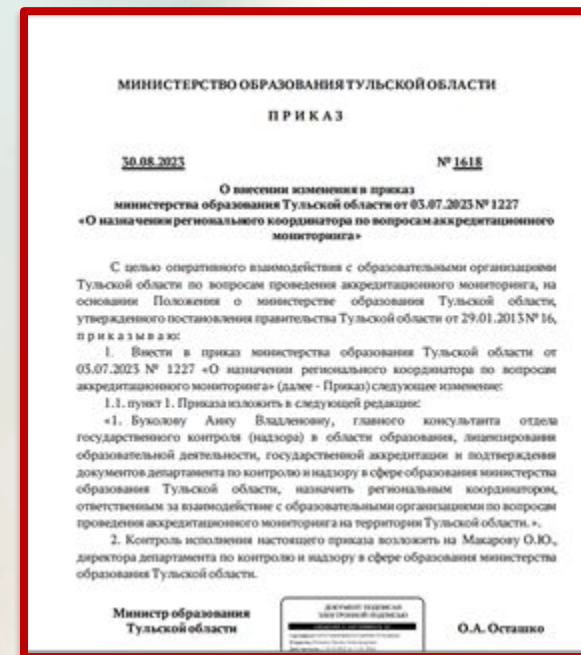 МИНИСТЕРСТВО ОБРАЗОВАНИЯ ТУЛЬСКОЙ ОБЛАСТИ
П Р И К А З
30.08.2023 № 1618
О внесении изменения в приказ
министерства образования Тульской области от 03.07.2023 № 1227
«О назначении регионального координатора по вопросам аккредитационного
мониторинга»
С целью оперативного взаимодействия с образовательными организациями
Тульской области по вопросам проведения аккредитационного мониторинга, на
основании Положения о министерстве образования Тульской области,
утвержденного постановления правительства Тульской области от 29.01.2013 № 16,
п р и к а з ы в а ю:
1. Внести в приказ министерства образования Тульской области от
03.07.2023 № 1227 «О назначении регионального координатора по вопросам
аккредитационного мониторинга» (далее - Приказ) следующее изменение:
1.1. пункт 1. Приказа изложить в следующей редакции:
«1. Буколову Анну Владленовну, главного консультанта отдела
государственного контроля (надзора) в области образования, лицензирования
образовательной деятельности, государственной аккредитации и подтверждения
документов департамента по контролю и надзору в сфере образования министерства
образования Тульской области, назначить региональным координатором,
ответственным за взаимодействие с образовательными организациями по вопросам
проведения аккредитационного мониторинга на территории Тульской области. ».
2. Контроль исполнения настоящего приказа возложить на Макарову О.Ю.,
директора департамента по контролю и надзору в сфере образования министерства
образования Тульской области.
Министр образования
Тульской области
ДОКУМЕНТ ПОДПИСАН
ЭЛЕКТРОННОЙ ПОДПИСЬЮ
О.А. Осташко